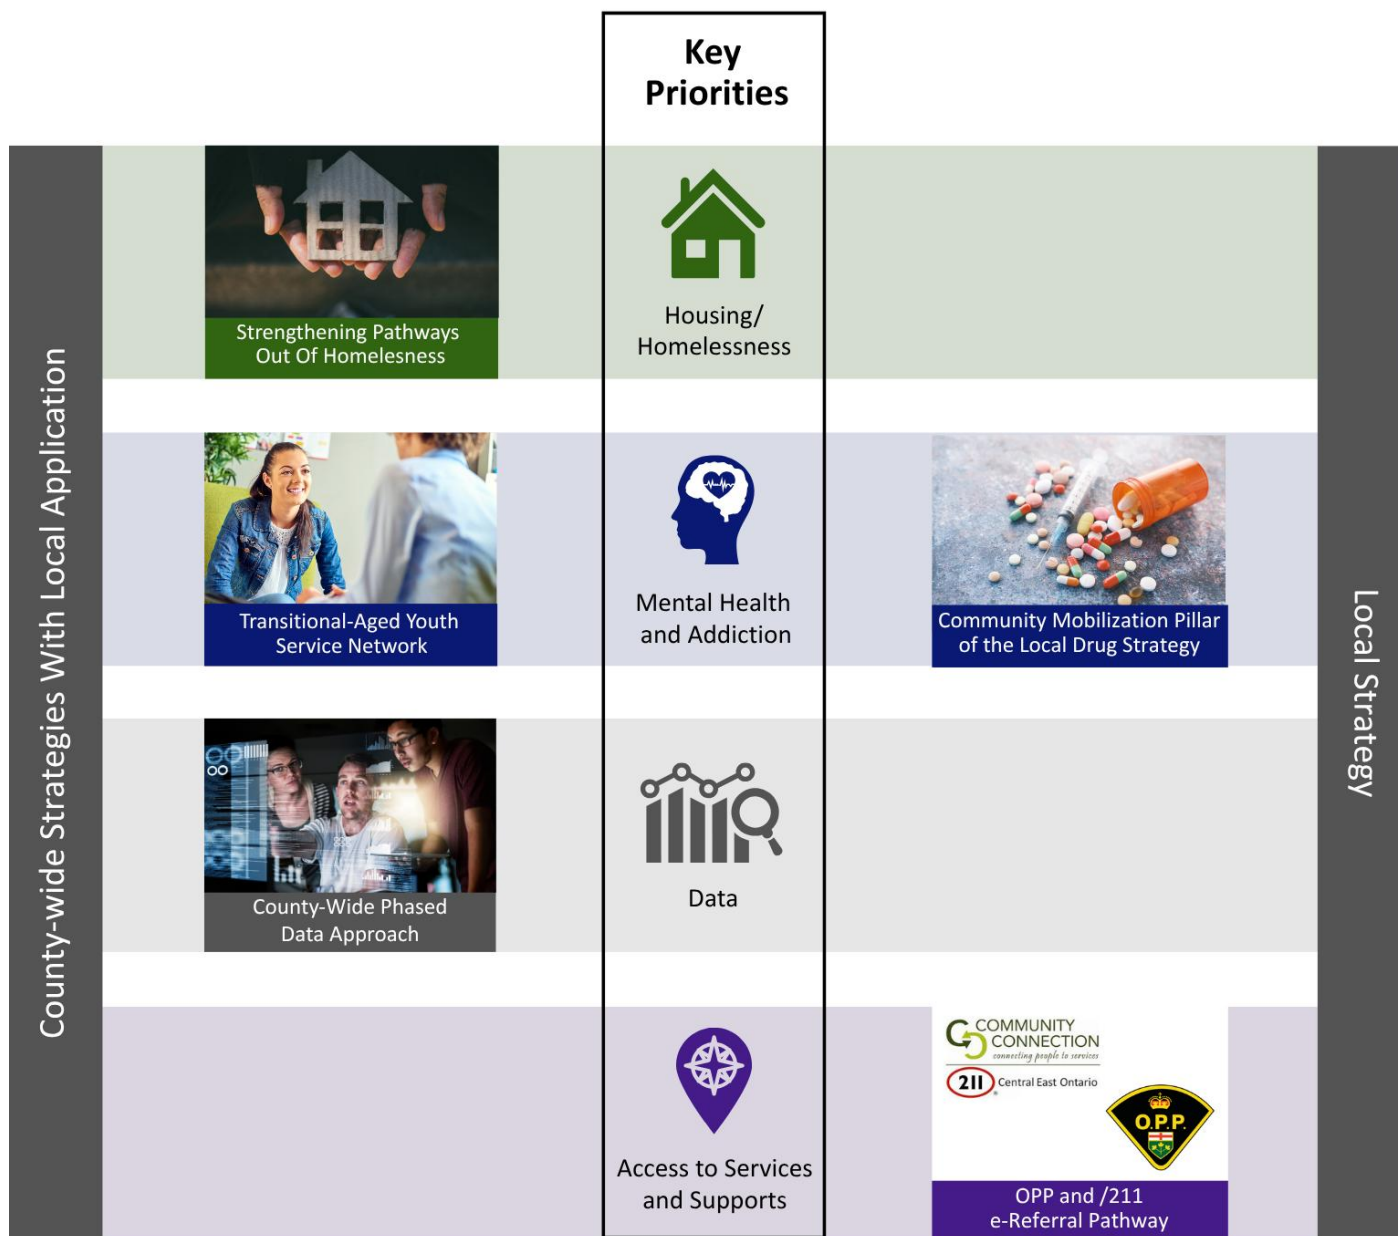 Key
Priorities
County-wide Strategies With Local Application
Strengthening Pathways
Out Of Homelesness
Housing/
Homelessness
Transitional-Aged Youth
Service Network
Mental Health
and Addiction
Community Mobilization Pillar
of the Local Drug Strategy
County-Wide Phased
Data Approach
Data
Access to Services
and Supports
COMMUNITY
CONNECTION
connecting people to services
211 Central East Ontario
O.P.P.
OPP and /211
e-Referral Pathway
Local Strategy